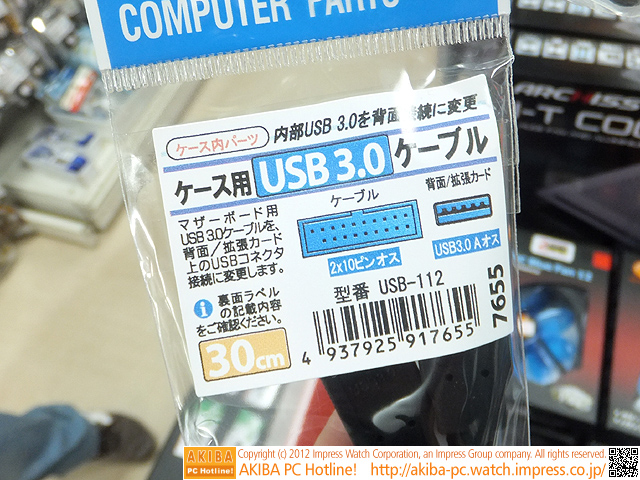 COMPUTER PARTS
ケース内パーツ
内部USB 3.0を背面接続に変更
ケース用 USB 3.0 ケーブル
マザーボード用
USB3.0ケーブルを、
背面/拡張カード
上のUSBコネクタ
接続に変更します。
ケーブル
背面/拡張カード
2x10ピンオス
USB3.0 Aオス
裏面ラベル
の記載内容
をご確認ください。
型番 USB-112
30cm
4 937925 917655
7655
Copyright (c) 2012 Impress Watch Corporation, an Impress Group company. All rights reserved.
AKIBA
PC Hotline!
AKIBA PC Hotline! http://akiba-pc.watch.impress.co.jp/